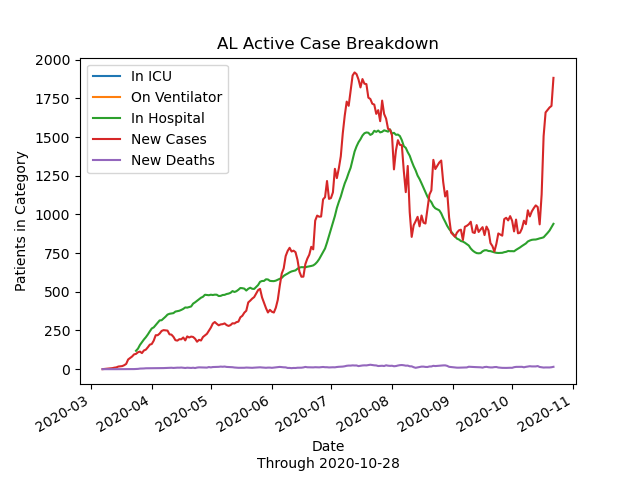 AL Active Case Breakdown
2000
1750
1500
1250
1000
750
500
250
0
Patients in Category
In ICU
On Ventilator
In Hospital
New Cases
New Deaths
2020-03
2020-04
2020-05
2020-06
2020-07
2020-08
2020-09
2020-10
2020-11
Date
Through 2020-10-28